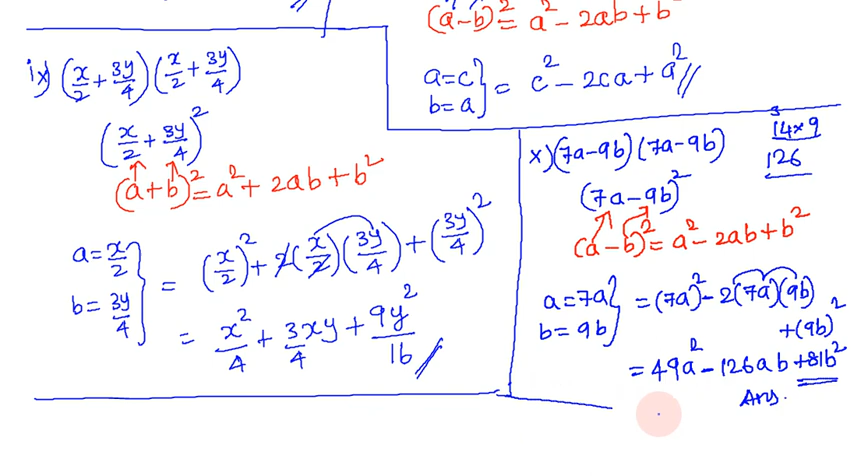 (a-b)² = a² - 2ab + b²
a = c
b = a } = c² - 2ca + a² //
ix) (x/2 + 3y/4) (x/2 + 3y/4)
(x/2 + 3y/4)²
(a+b)² = a² + 2ab + b²
a = x/2
b = 3y/4 } = (x/2)² + 2(x/2)(3y/4) + (3y/4)²
= x²/4 + 3/4 xy + 9y²/16 //
x) (7a-9b) (7a-9b)
14×9
126
(7a-9b)²
(a-b)² = a² - 2ab + b²
a = 7a
b = 9b } = (7a)² - 2(7a)(9b)
+ (9b)²
= 49a² - 126ab + 81b²
Ans.